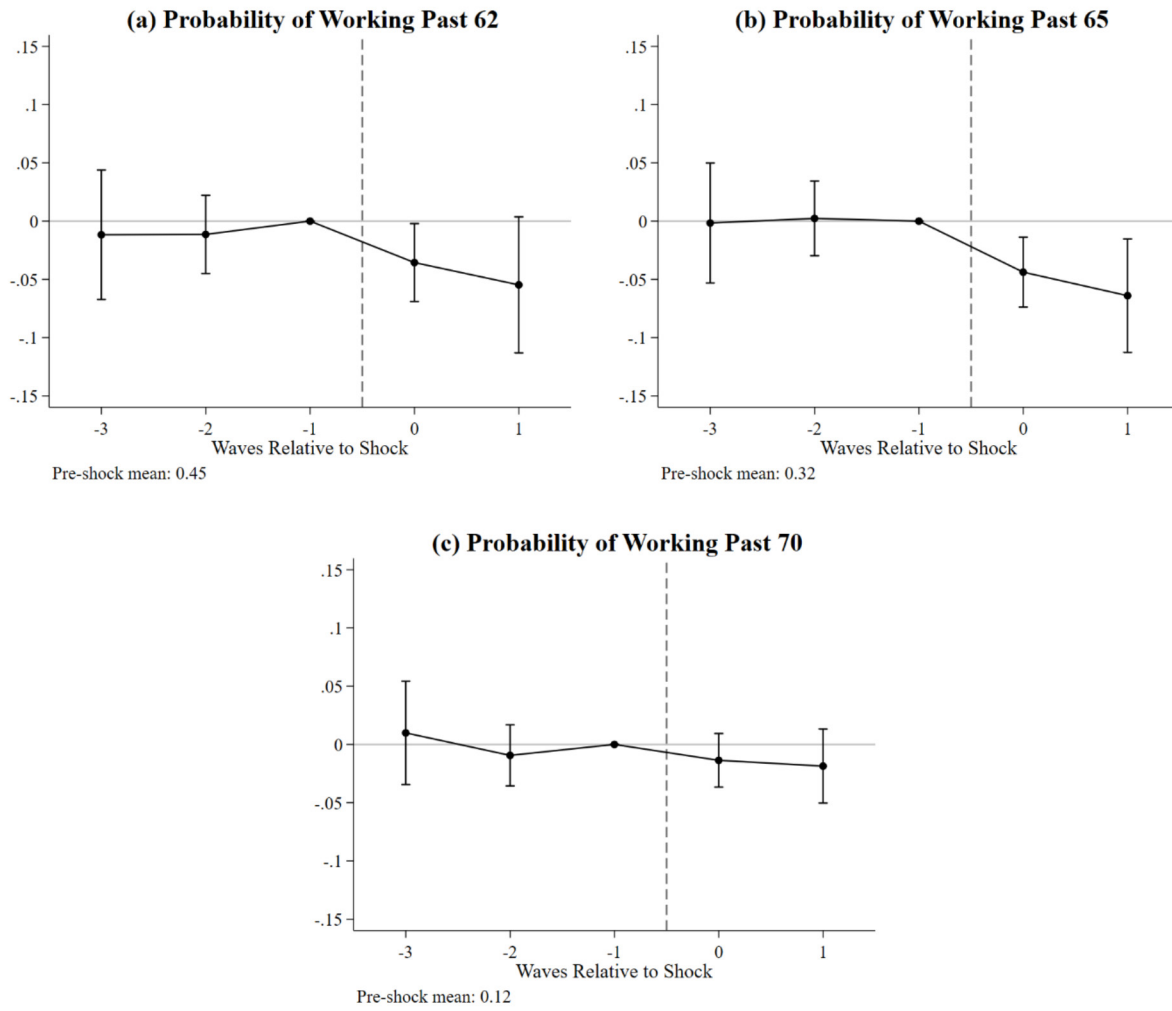 (a) Probability of Working Past 62
.15
.1
.05
0
-.05
-.1
-.15
-3 -2 -1 0 1
Waves Relative to Shock
Pre-shock mean: 0.45
(b) Probability of Working Past 65
.15
.1
.05
0
-.05
-.1
-.15
-3 -2 -1 0 1
Waves Relative to Shock
Pre-shock mean: 0.32
(c) Probability of Working Past 70
.15
.1
.05
0
-.05
-.1
-.15
-3 -2 -1 0 1
Waves Relative to Shock
Pre-shock mean: 0.12